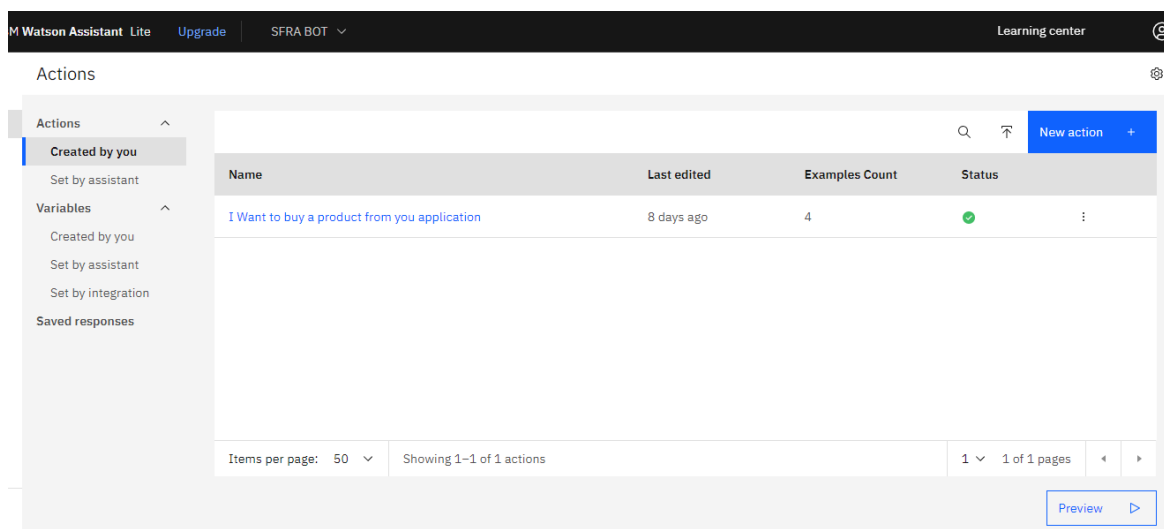 M Watson Assistant Lite Upgrade SFRA BOT Learning center
Actions
Actions
Created by you
Set by assistant
Variables
Created by you
Set by assistant
Set by integration
Saved responses
New action +
Name Last edited Examples Count Status
I Want to buy a product from you application 8 days ago 4
Items per page: 50 Showing 1–1 of 1 actions 1 1 of 1 pages
Preview